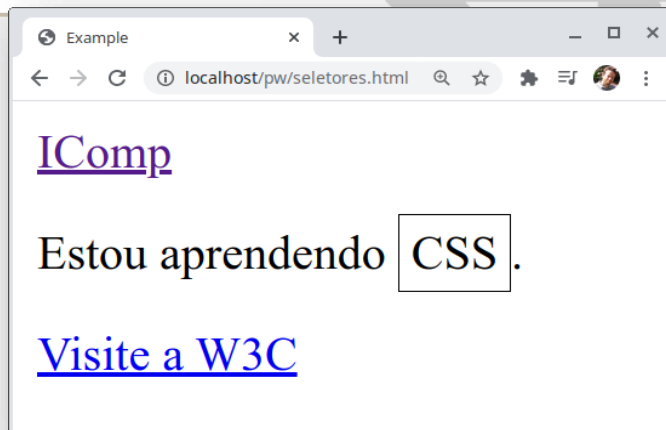 Example
localhost/pw/seletores.html
IComp
Estou aprendendo CSS.
Visite a W3C